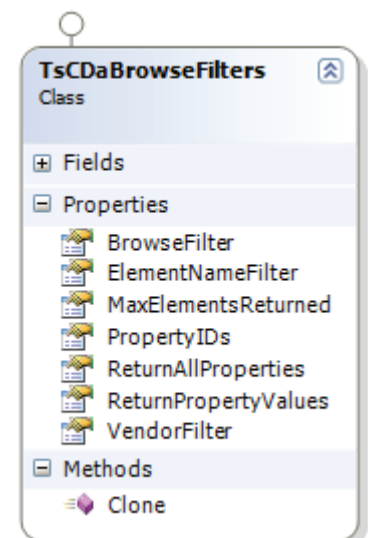 TsCDaBrowseFilters
Class
Fields
Properties
BrowseFilter
ElementNameFilter
MaxElementsReturned
PropertyIDs
ReturnAllProperties
ReturnPropertyValues
VendorFilter
Methods
Clone